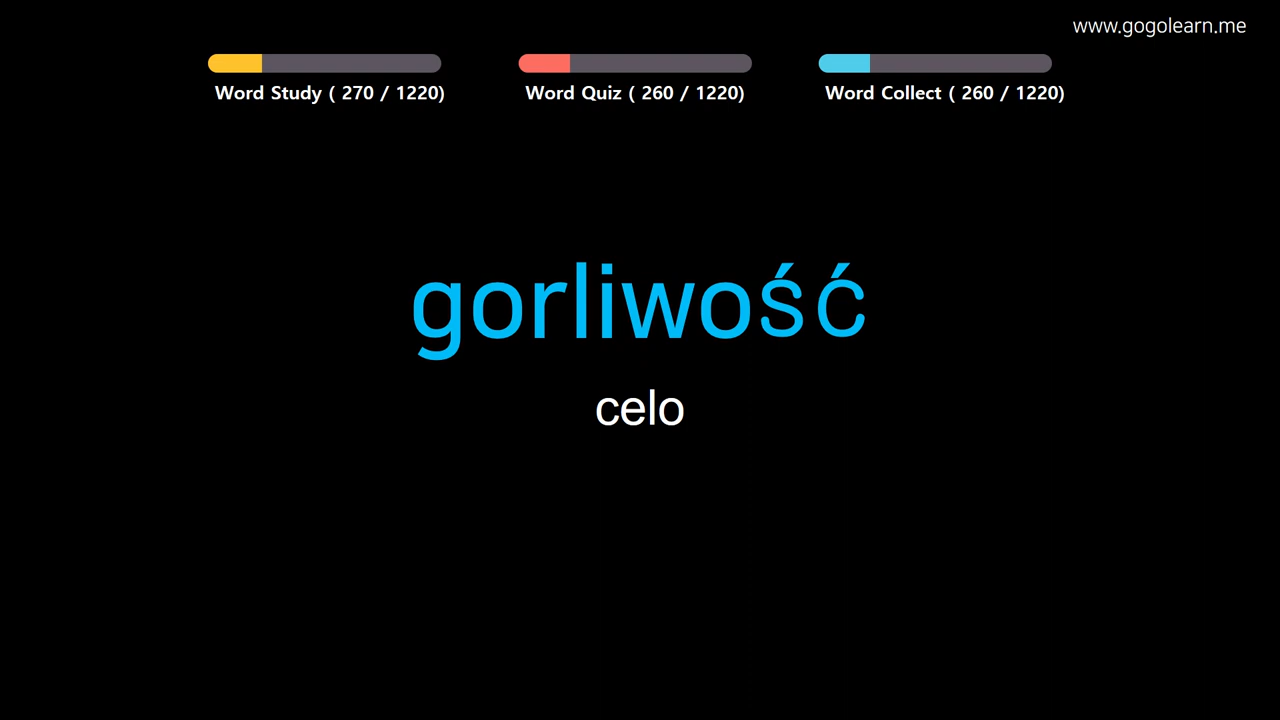 www.gogolearn.me
Word Study ( 270 / 1220)
Word Quiz ( 260 / 1220)
Word Collect ( 260 / 1220)
gorliwość
celo